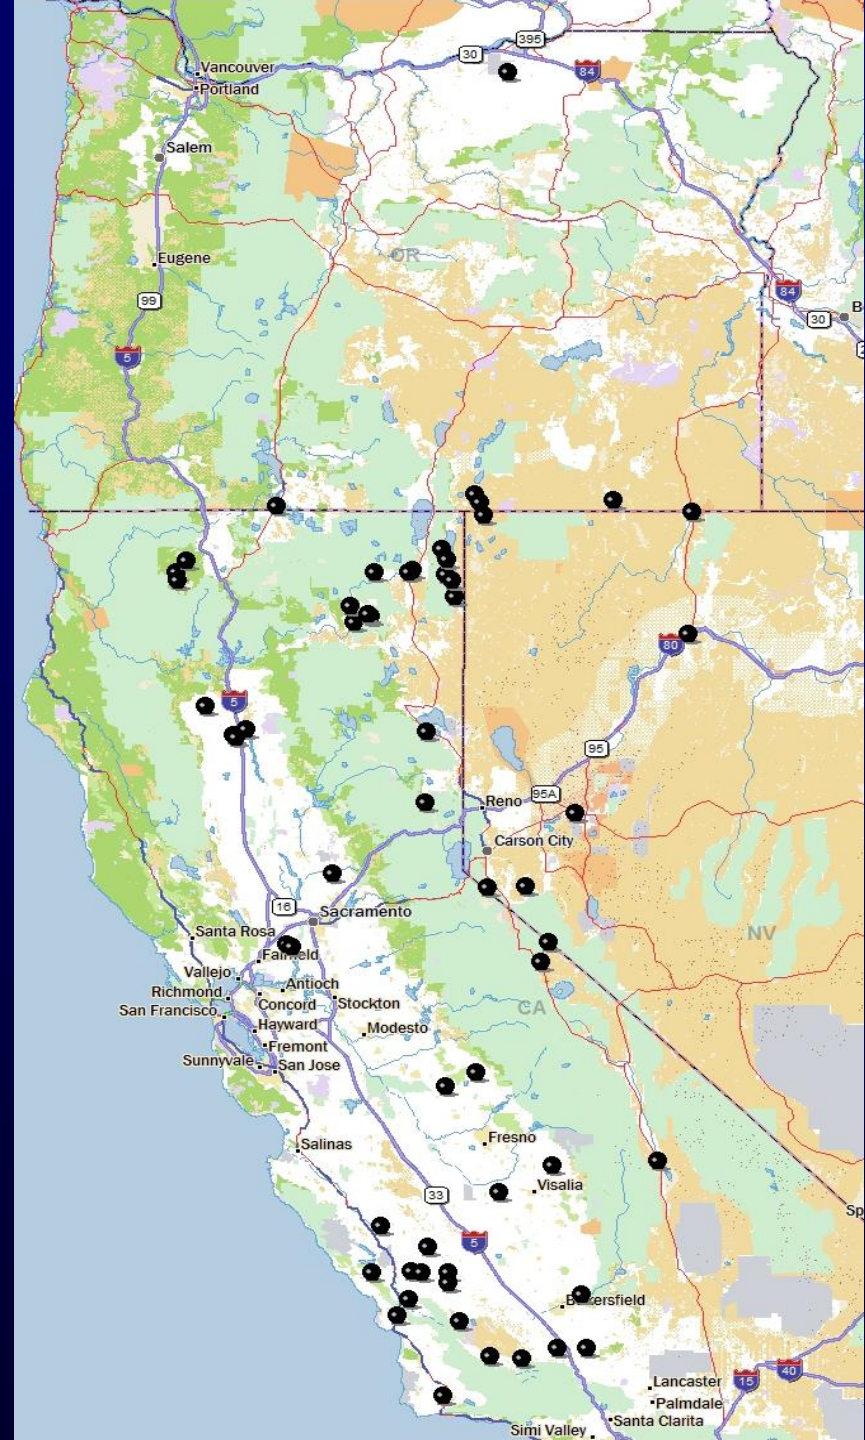 395
30
Vancouver
84
Portland
Salem
OR
Eugene
84
99
30
B
5
80
5
95
95A
Reno
Carson City
16
Sacramento
Santa Rosa
NV
Fairfield
Vallejo
Antioch
Richmond
Concord
Stockton
CA
San Francisco
Hayward
Modesto
Fremont
Sunnyvale
San Jose
Fresno
Salinas
Visalia
33
Sp
5
Bakersfield
40
15
Lancaster
Palmdale
Santa Clarita
Simi Valley